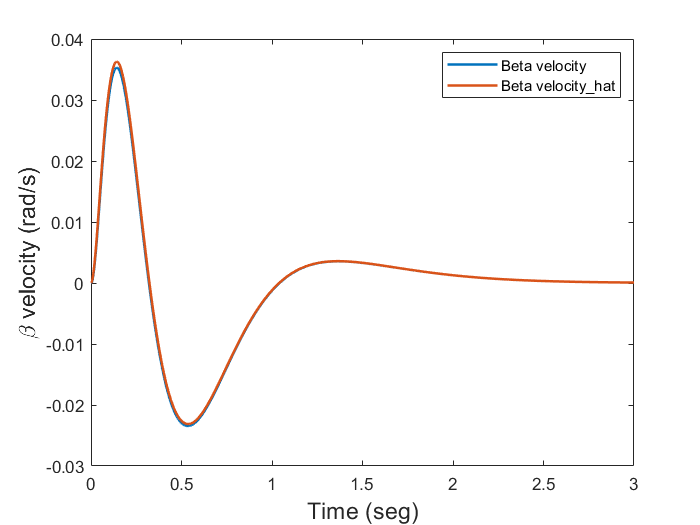 0.04
0.03
0.02
0.01
0
-0.01
-0.02
-0.03
β velocity (rad/s)
Beta velocity
Beta velocity_hat
0 0.5 1 1.5 2 2.5 3
Time (seg)